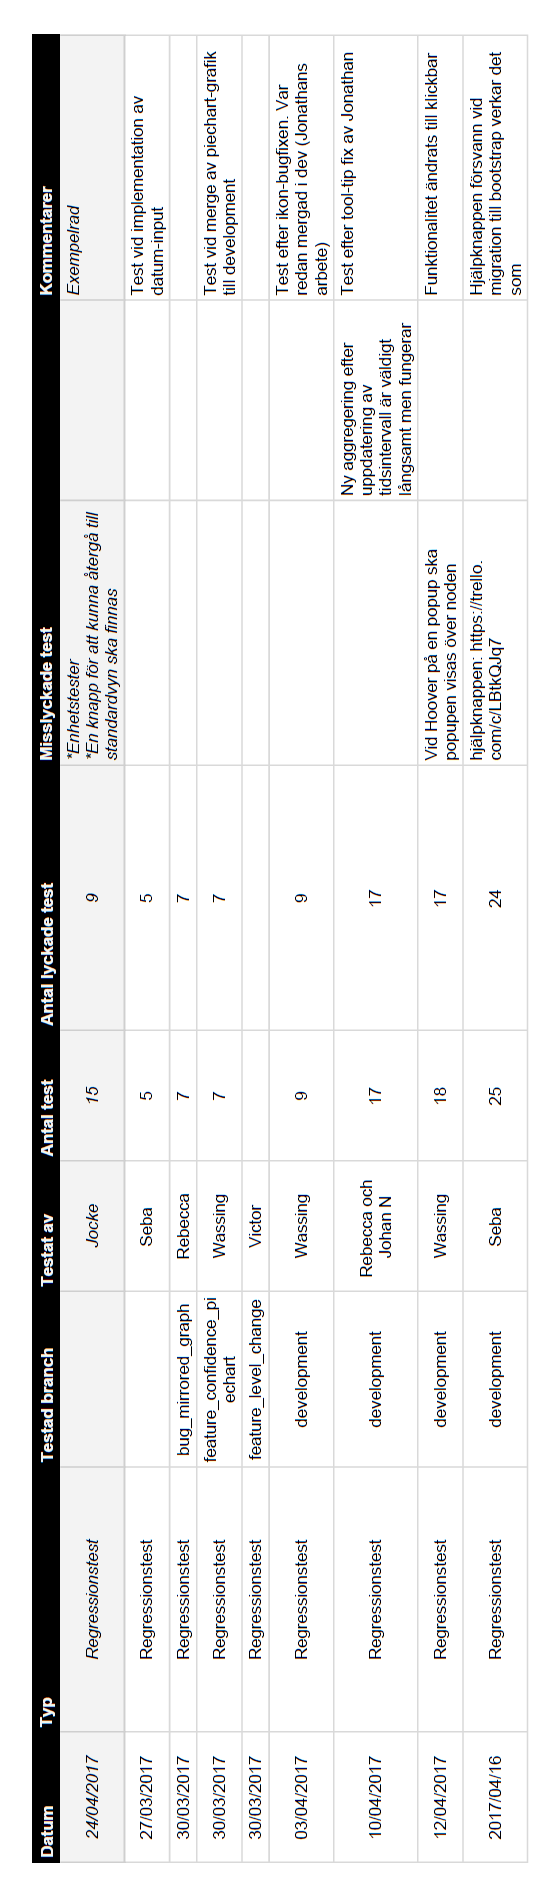 Datum Typ Testad branch Testat av Antal test Antal lyckade test Misslyckade test Kommentarer
24/04/2017 Regressionstest Jocke 15 9 *Enhetstester
*En knapp för att kunna återgå till
standardvyn ska finnas
Exempelrad
27/03/2017 Regressionstest Seba 5 5 Test vid implementation av
datum-input
30/03/2017 Regressionstest bug_mirrored_graph Rebecca 7 7
30/03/2017 Regressionstest feature_confidence_pi
echart
Wassing 7 7 Test vid merge av piechart-grafik
till development
30/03/2017 Regressionstest feature_level_change Victor
03/04/2017 Regressionstest development Wassing 9 9 Test efter ikon-bugfixen. Var
redan mergad i dev (Jonathans
arbete)
10/04/2017 Regressionstest development Rebecca och
Johan N
17 17 Ny aggregering efter
uppdatering av
tidsintervall är väldigt
långsamt men fungerar
Test efter tool-tip fix av Jonathan
12/04/2017 Regressionstest development Wassing 18 17 Vid Hoover på en popup ska
popupen visas över noden
Funktionalitet ändrats till klickbar
2017/04/16 Regressionstest development Seba 25 24 hjälpknappen: https://trello.
com/c/LBtkQJq7
Hjälpknappen försvann vid
migration till bootstrap verkar det
som